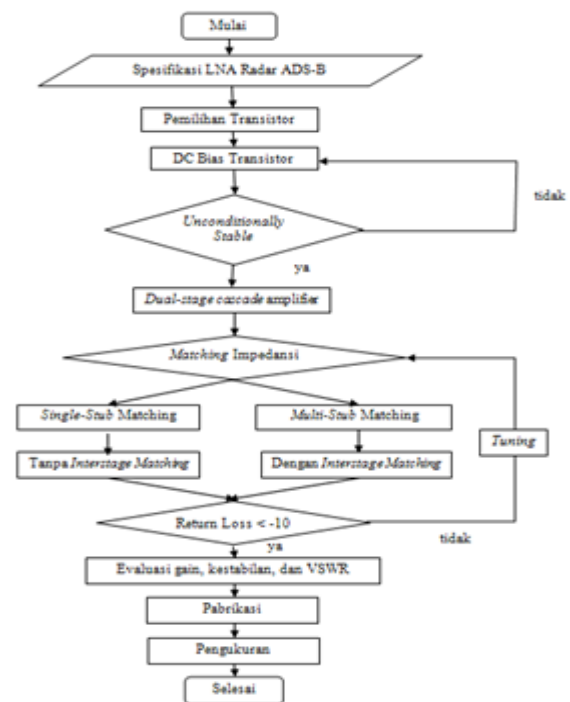 Mulai
Spesifikasi LNA Radar ADS-B
Pemilihan Transistor
DC Bias Transistor
tidak
Unconditionally
Stable
ya
Dual-stage cascade amplifier
Matching Impedansi
Single-Stub Matching
Multi-Stub Matching
Tuning
Tanpa Interstage Matching
Dengan Interstage Matching
Return Loss < -10
tidak
ya
Evaluasi gain, kestabilan, dan VSWR
Pabrikasi
Pengukuran
Selesai